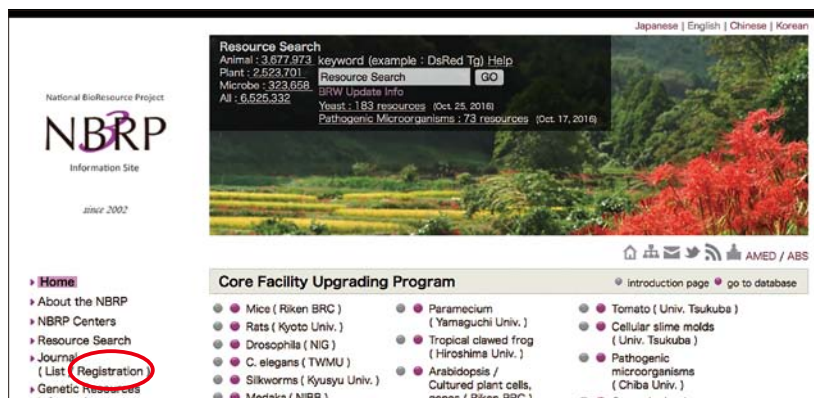 Japanese | English | Chinese | Korean
Resource Search
Animal : 3,677,973 keyword (example : DsRed Tg) Help
Plant : 2,523,701 Resource Search GO
Microbe : 323,658 BRW Update Info
All : 6,525,332
Yeast : 183 resources (Oct. 25, 2016)
Pathogenic Microorganisms : 73 resources (Oct. 17, 2016)
National BioResource Project
NBRP
3
Information Site
since 2002
AMED / ABS
Home
About the NBRP
NBRP Centers
Resource Search
Journal
( List / Registration )
Genetic Resources
Core Facility Upgrading Program
introduction page go to database
Mice ( Riken BRC )
Rats ( Kyoto Univ. )
Drosophila ( NIG )
C. elegans ( TWMU )
Silkworms ( Kyusyu Univ. )
Medaka ( NIBB )
Paramecium
( Yamaguchi Univ. )
Tropical clawed frog
( Hiroshima Univ. )
Arabidopsis /
Cultured plant cells,
genes ( Riken BRC )
Tomato ( Univ. Tsukuba )
Cellular slime molds
( Univ. Tsukuba )
Pathogenic
microorganisms
( Chiba Univ. )